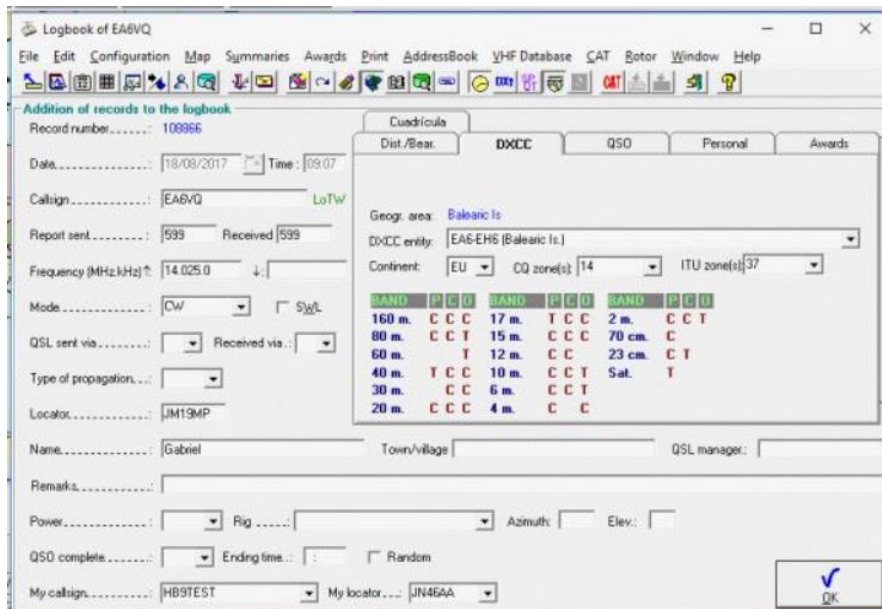 Logbook of EA6VQ
File Edit Configuration Map Summaries Awards Print AddressBook VHF Database CAT Rotor Window Help
DX↑
CAT
Addition of records to the logbook
Record number......: 108966
Cuadrícula
Dist./Bear. DXCC QSO Personal Awards
Date.....................: 18/08/2017 Time : 09:07
Callsign................: EA6VQ LoTW
Geogr. area: Balearic Is
Report sent..........: 599 Received 599
DXCC entity: EA6-EH6 (Balearic Is.)
Frequency (MHz.kHz)↑: 14.025.0 ↓:
Continent: EU CQ zone(s): 14 ITU zone(s): 37
Mode....................: CW SWL
BAND P C D BAND P C D BAND P C D
160 m. C C C 17 m. T C C 2 m. C C T
QSL sent via........: Received via..:
80 m. C C T 15 m. C C C 70 cm. C
60 m. T 12 m. C C 23 cm. C T
Type of propagation...:
40 m. T C C 10 m. C C T Sat. T
30 m. C C 6 m. C C T
Locator................: JM19MP
20 m. C C C 4 m. C C
Name...................: Gabriel Town/village QSL manager.:
Remarks...............:
Power..................: Rig .....: Azimuth: Elev.:
QSO complete.......: Ending time..: : Random
My callsign...........: HB9TEST My locator....: JN46AA
OK